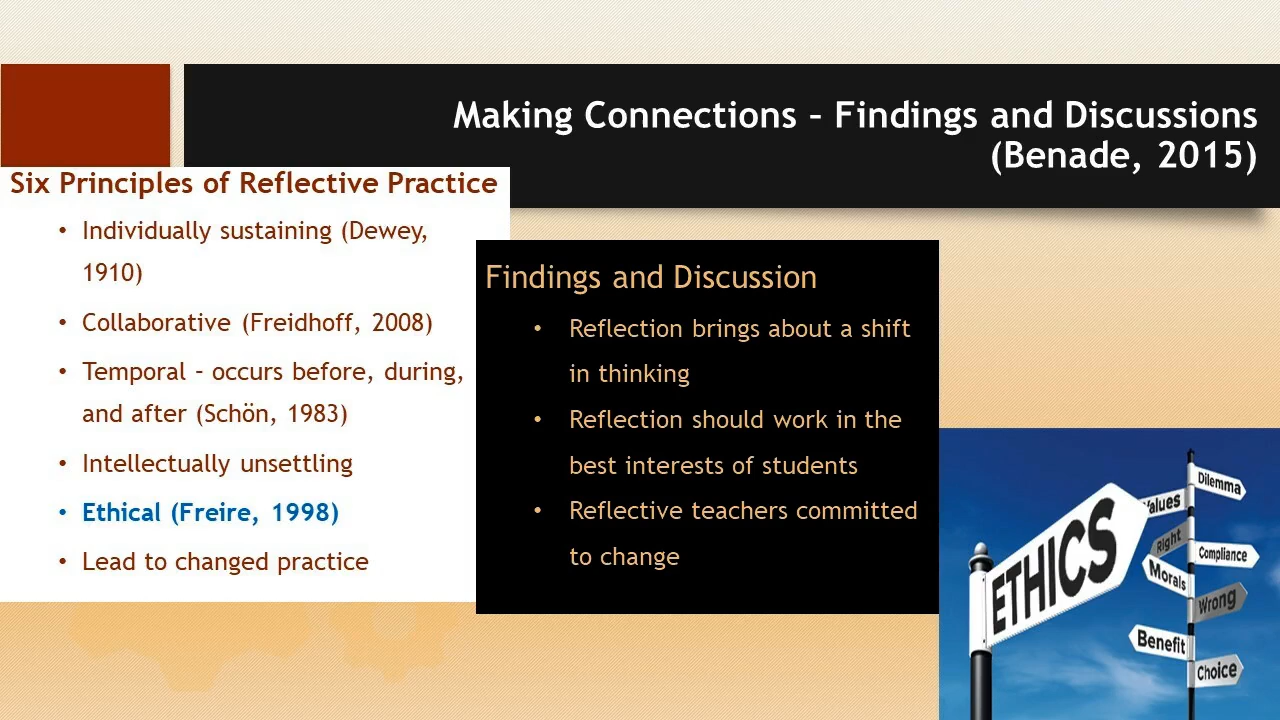 Making Connections – Findings and Discussions
(Benade, 2015)
Six Principles of Reflective Practice
• Individually sustaining (Dewey,
1910)
• Collaborative (Freidhoff, 2008)
• Temporal – occurs before, during,
and after (Schön, 1983)
• Intellectually unsettling
• Ethical (Freire, 1998)
• Lead to changed practice
Findings and Discussion
• Reflection brings about a shift
in thinking
• Reflection should work in the
best interests of students
• Reflective teachers committed
to change
ETHICS
Dilemma
Values
Right
Compliance
Morals
Wrong
Benefit
Choice